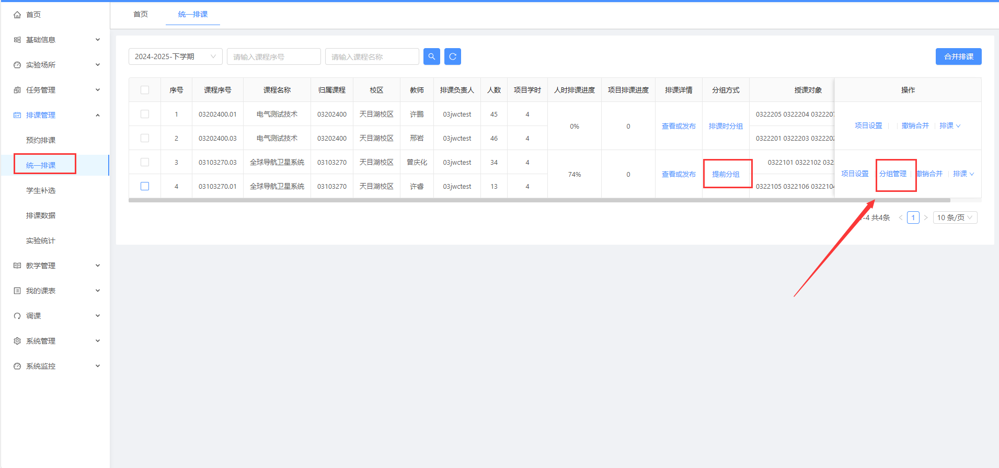 首页
基础信息
实验场所
任务管理
排课管理
预约排课
统一排课
学生补选
排课数据
实验统计
教学管理
我的课表
调课
系统管理
系统监控
首页 统一排课
2024-2025-下学期 请输入课程序号 请输入课程名称 合并排课
序号 课程序号 课程名称 归属课程 校区 教师 排课负责人 人数 项目学时 人时排课进度 项目排课进度 排课详情 分组方式 授课对象 操作
1 03202400.01 电气测试技术 03202400 天目湖校区 许鹏 03jwctest 45 4 0322205 0322204 032220
0% 0 查看或发布 排课时分组 项目设置 撤销合并 排课
2 03202400.03 电气测试技术 03202400 天目湖校区 邢岩 03jwctest 46 4 0322201 0322203 032220
3 03103270.03 全球导航卫星系统 03103270 天目湖校区 曾庆化 03jwctest 34 4 0322101 0322102 032
74% 0 查看或发布 提前分组 项目设置 分组管理 撤销合并 排课
4 03103270.01 全球导航卫星系统 03103270 天目湖校区 许睿 03jwctest 13 4 0322105 0322106 032210
-4 共4条 1 10 条/页